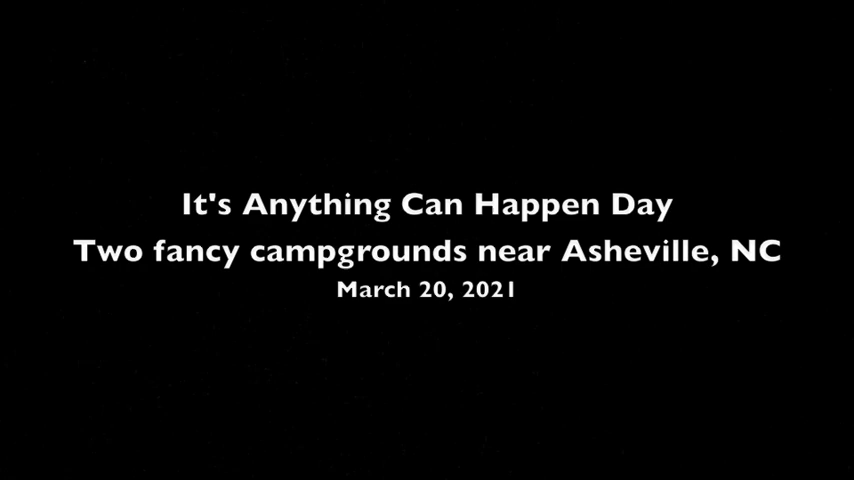 It's Anything Can Happen Day
Two fancy campgrounds near Asheville, NC
March 20, 2021